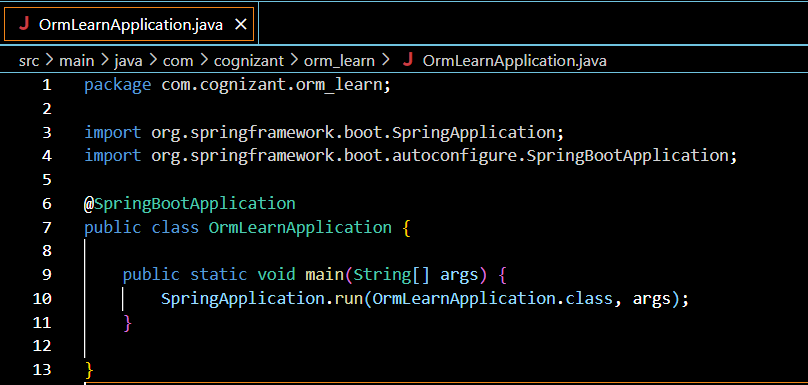 J OrmLearnApplication.java ×
src > main > java > com > cognizant > orm_learn > J OrmLearnApplication.java
1 package com.cognizant.orm_learn;
2
3 import org.springframework.boot.SpringApplication;
4 import org.springframework.boot.autoconfigure.SpringBootApplication;
5
6 @SpringBootApplication
7 public class OrmLearnApplication {
8
9     public static void main(String[] args) {
10         SpringApplication.run(OrmLearnApplication.class, args);
11     }
12
13 }